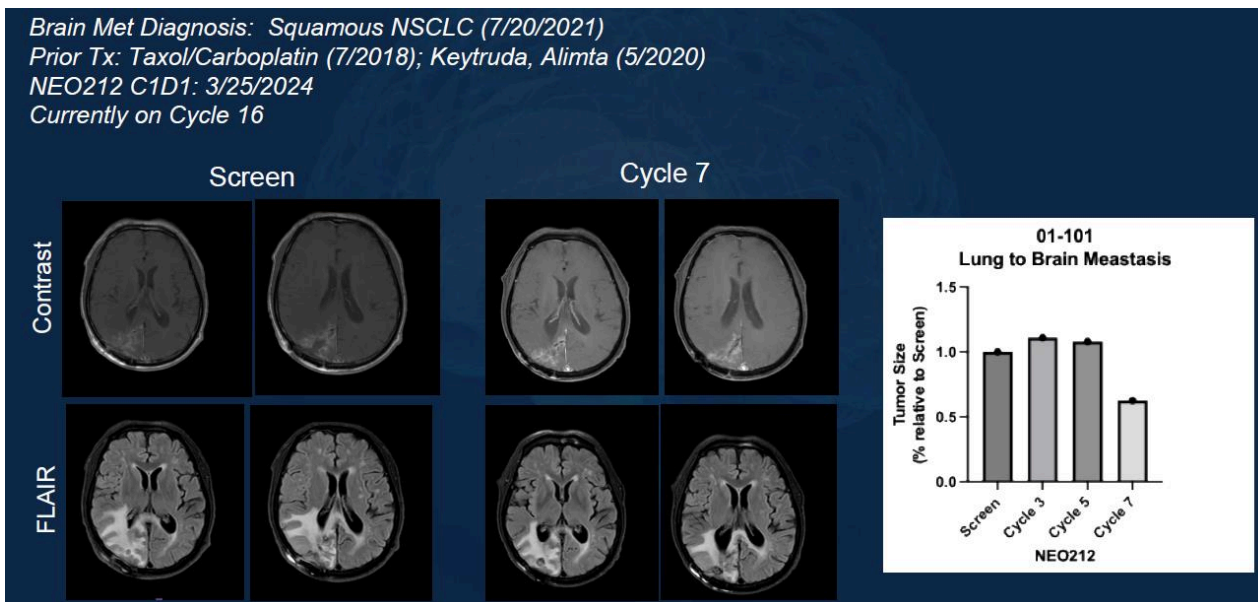 Brain Met Diagnosis:  Squamous NSCLC (7/20/2021)
Prior Tx: Taxol/Carboplatin (7/2018); Keytruda, Alimta (5/2020)
NEO212 C1D1: 3/25/2024
Currently on Cycle 16
Screen
Cycle 7
Contrast
FLAIR
01-101
Lung to Brain Meastasis
Tumor Size
(% relative to Screen)
1.5
1.0
0.5
0.0
Screen
Cycle 3
Cycle 5
Cycle 7
NEO212